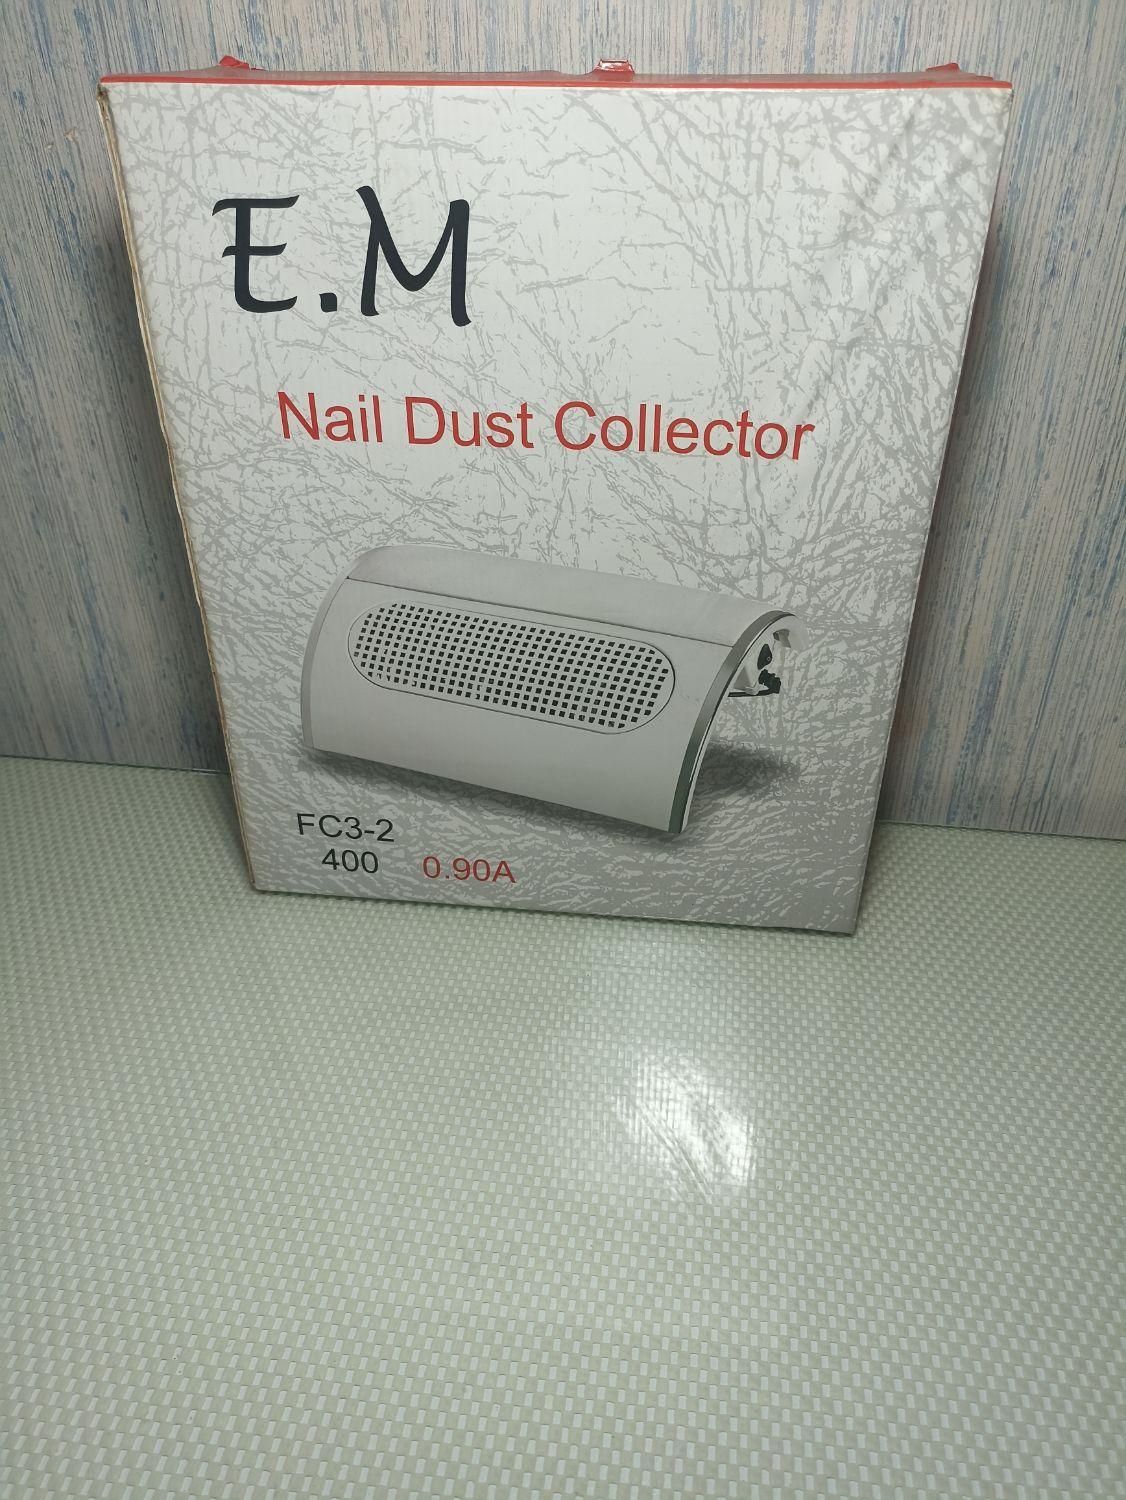 E.M
Nail Dust Collector
FC3-2
400 0.90A